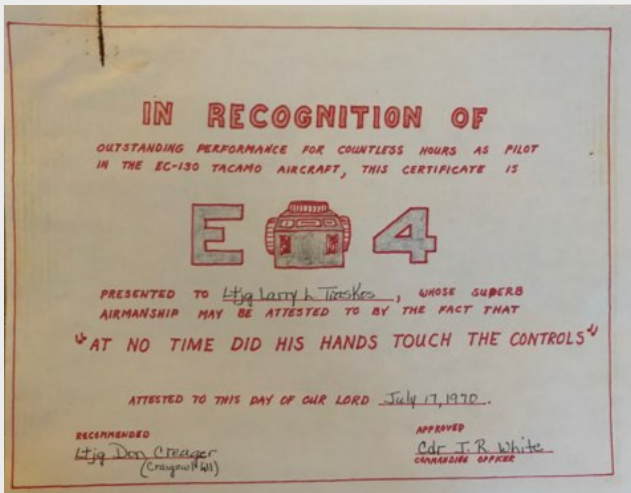 IN RECOGNITION OF
OUTSTANDING PERFORMANCE FOR COUNTLESS HOURS AS PILOT
IN THE EC-130 TACAMO AIRCRAFT, THIS CERTIFICATE IS
E 4
PRESENTED TO Ltjg Larry L. Traskos, WHOSE SUPERB
AIRMANSHIP MAY BE ATTESTED TO BY THE FACT THAT
"AT NO TIME DID HIS HANDS TOUCH THE CONTROLS"
ATTESTED TO THIS DAY OF OUR LORD July 17, 1970.
RECOMMENDED
Ltjg Don Creager
APPROVED
Cdr J. R. White
COMMANDING OFFICER